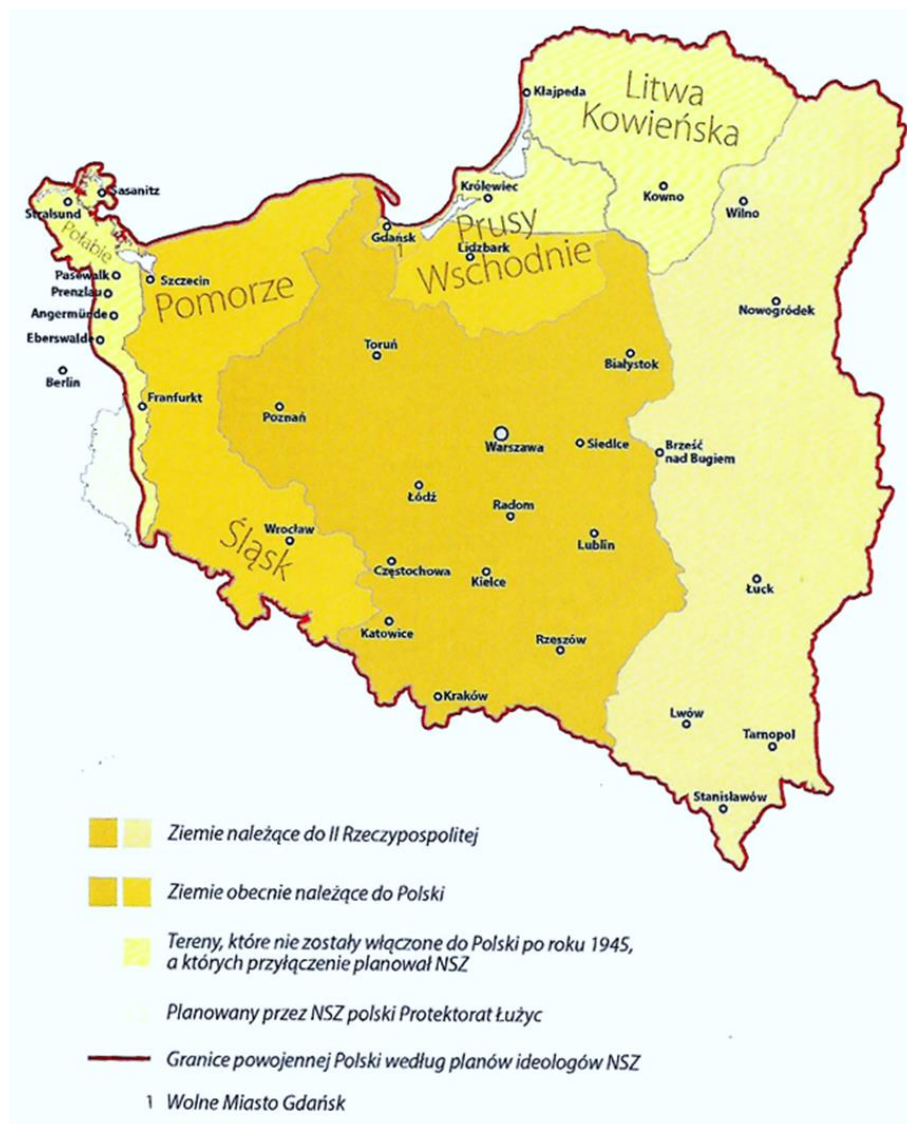 Litwa
Kowieńska
Kłajpeda
Sasanitz
Stralsund
Połabie
Królewiec
Kowno
Wilno
Gdańsk
1
Prusy
Lidzbark
Wschodnie
Pasewalk
Szczecin
Prenzlau
Pomorze
Angermünde
Nowogródek
Eberswalde
Toruń
Białystok
Berlin
Franfurkt
Poznań
Warszawa
Siedlce
Brześć
nad Bugiem
Łódź
Radom
Śląsk
Wrocław
Lublin
Częstochowa
Kielce
Łuck
Katowice
Rzeszów
Kraków
Lwów
Tarnopol
Stanisławów
Ziemie należące do II Rzeczypospolitej
Ziemie obecnie należące do Polski
Tereny, które nie zostały włączone do Polski po roku 1945,
a których przyłączenie planował NSZ
Planowany przez NSZ polski Protektorat Łużyc
Granice powojennej Polski według planów ideologów NSZ
1 Wolne Miasto Gdańsk